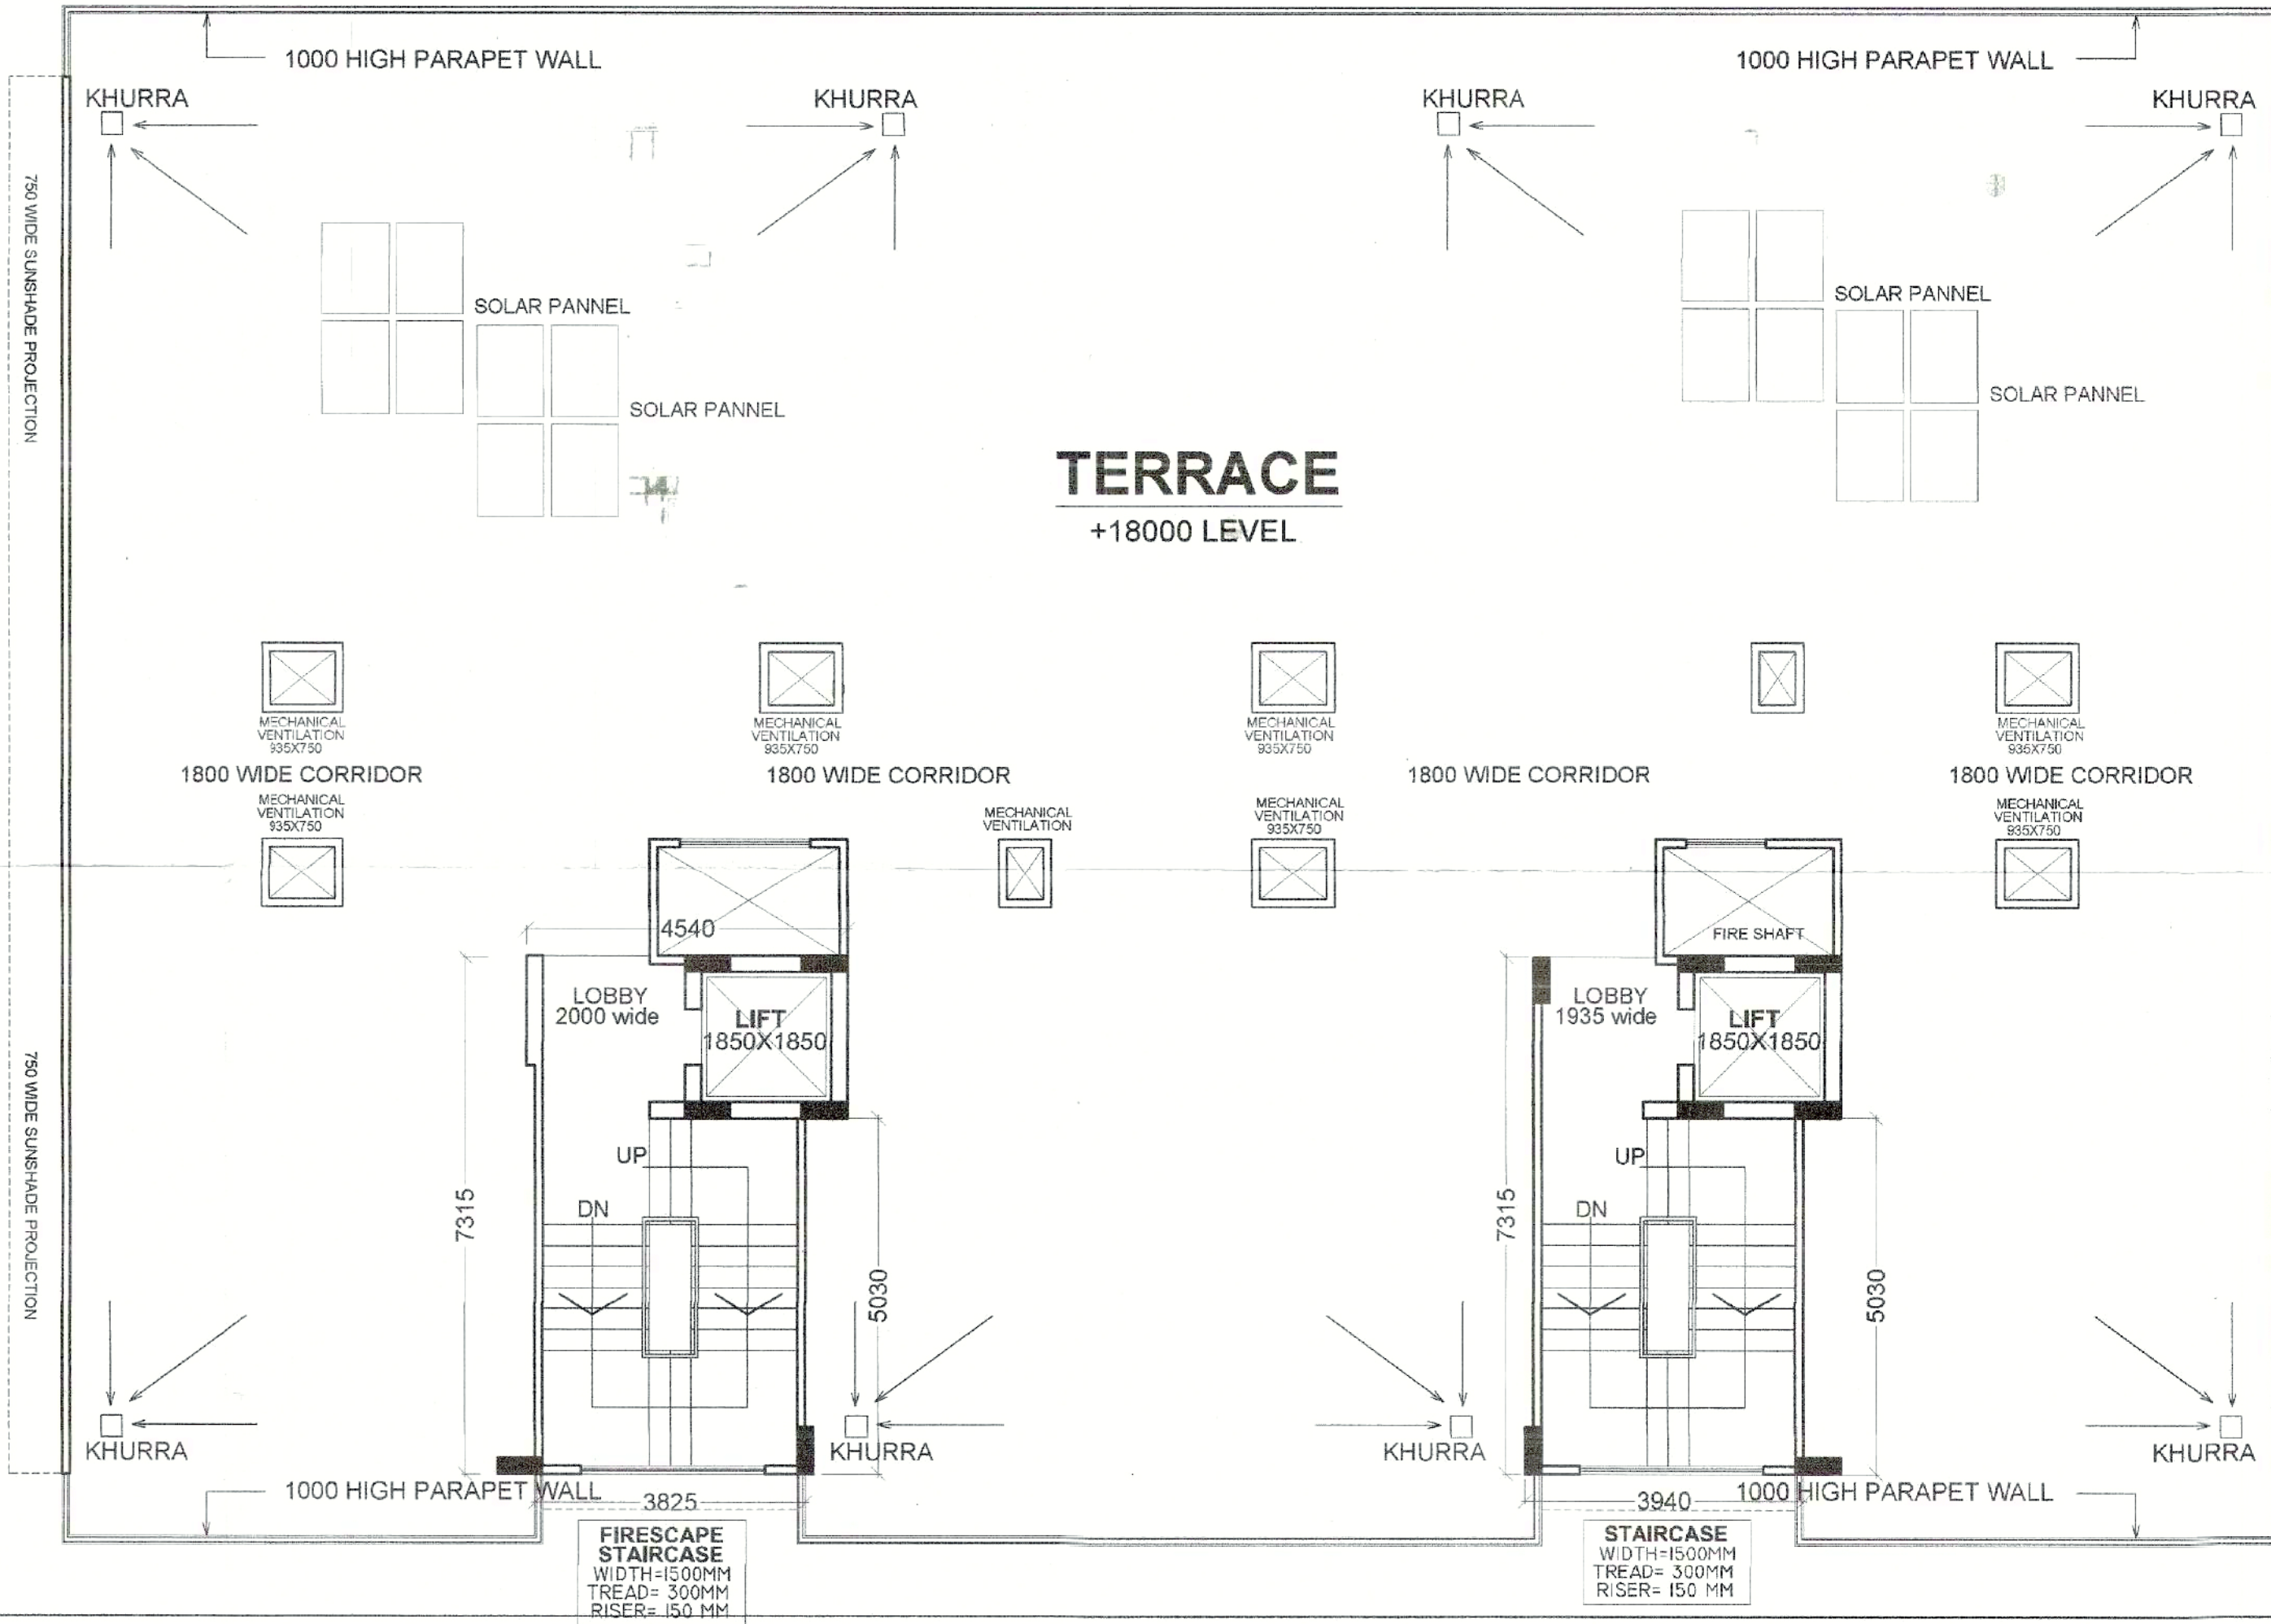 1000 HIGH PARAPET WALL
1000 HIGH PARAPET WALL
KHURRA
KHURRA
KHURRA
KHURRA
750 WIDE SUNSHADE PROJECTION
SOLAR PANNEL
SOLAR PANNEL
SOLAR PANNEL
SOLAR PANNEL
TERRACE
+18000 LEVEL
MECHANICAL
VENTILATION
935X750
MECHANICAL
VENTILATION
935X750
MECHANICAL
VENTILATION
935X750
MECHANICAL
VENTILATION
935X750
1800 WIDE CORRIDOR
1800 WIDE CORRIDOR
1800 WIDE CORRIDOR
1800 WIDE CORRIDOR
MECHANICAL
VENTILATION
935X750
MECHANICAL
VENTILATION
MECHANICAL
VENTILATION
935X750
MECHANICAL
VENTILATION
935X750
4540
FIRE SHAFT
LOBBY
2000 wide
LIFT
1850X1850
LOBBY
1935 wide
LIFT
1850X1850
750 WIDE SUNSHADE PROJECTION
UP
DN
7315
5030
UP
DN
7315
5030
KHURRA
KHURRA
KHURRA
KHURRA
1000 HIGH PARAPET WALL
3825
3940
1000 HIGH PARAPET WALL
FIRESCAPE
STAIRCASE
WIDTH=1500MM
TREAD= 300MM
RISER= 150 MM
STAIRCASE
WIDTH=1500MM
TREAD= 300MM
RISER= 150 MM